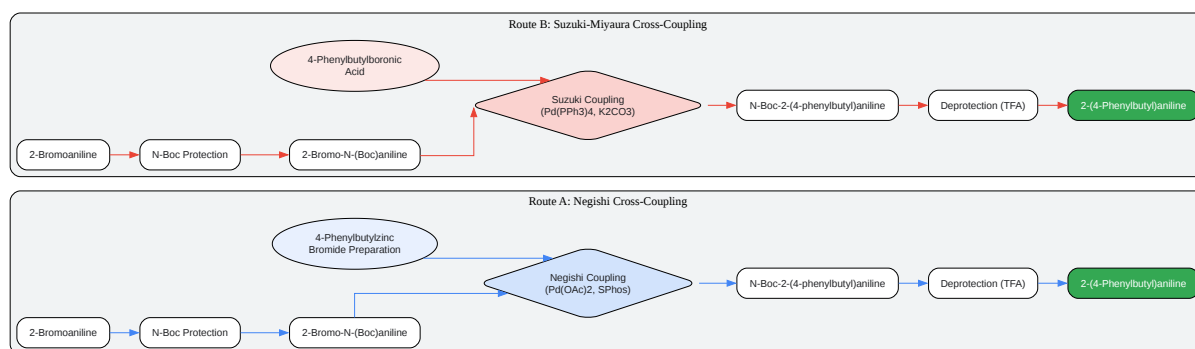 Route B: Suzuki-Miyaura Cross-Coupling
4-Phenylbutylboronic
Acid
Suzuki Coupling
(Pd(PPh3)4, K2CO3)
N-Boc-2-(4-phenylbutyl)aniline
Deprotection (TFA)
2-(4-Phenylbutyl)aniline
2-Bromoaniline
N-Boc Protection
2-Bromo-N-(Boc)aniline
Route A: Negishi Cross-Coupling
4-Phenylbutylzinc
Bromide Preparation
Negishi Coupling
(Pd(OAc)2, SPhos)
N-Boc-2-(4-phenylbutyl)aniline
Deprotection (TFA)
2-(4-Phenylbutyl)aniline
2-Bromoaniline
N-Boc Protection
2-Bromo-N-(Boc)aniline